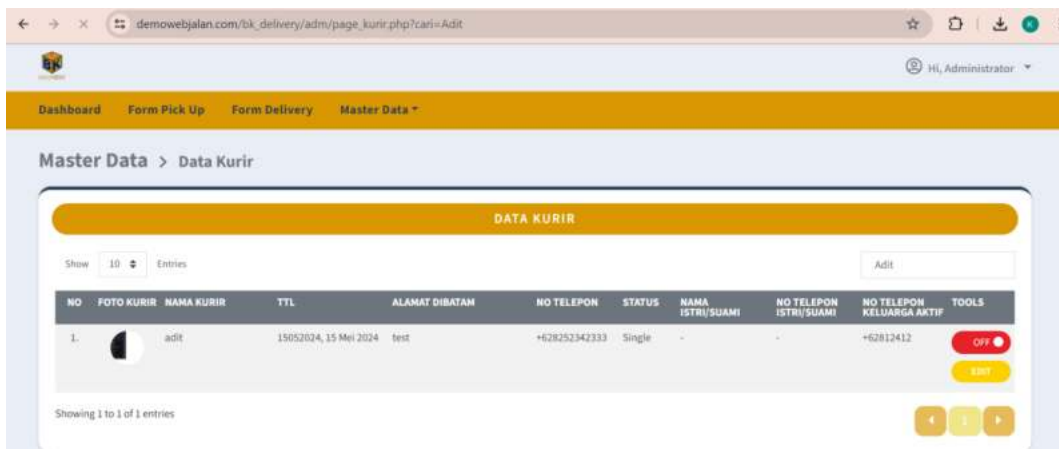 demowebjalan.com/bk_delivery/adm/page_kurir.php?cari=Adit
K
BK
Hi, Administrator
Dashboard Form Pick Up Form Delivery Master Data
Master Data > Data Kurir
DATA KURIR
Show 10 Entries Adit
NO FOTO KURIR NAMA KURIR TTL ALAMAT DIBATAM NO TELEPON STATUS NAMA ISTRI/SUAMI NO TELEPON ISTRI/SUAMI NO TELEPON KELUARGA AKTIF TOOLS
1. adit 15052024, 15 Mei 2024 test +628252342333 Single - - +62812412 OFF
EDIT
Showing 1 to 1 of 1 entries 1